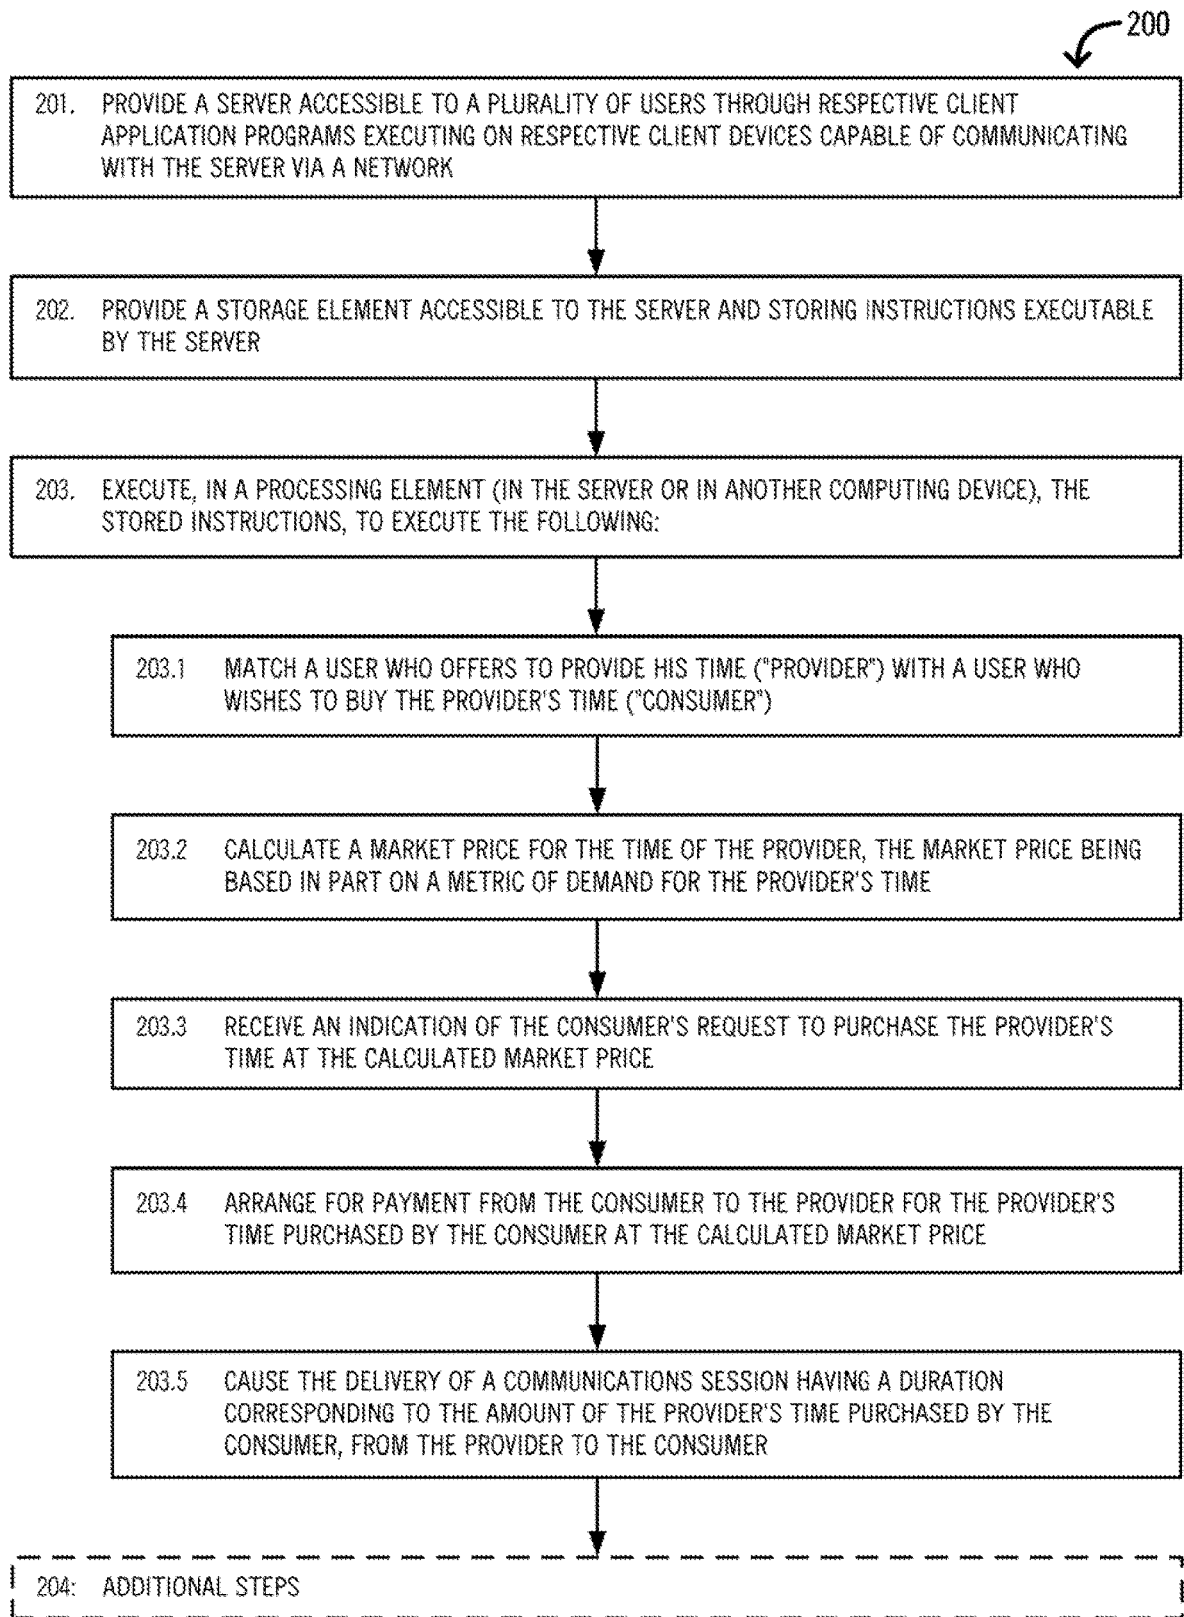 200
201. PROVIDE A SERVER ACCESSIBLE TO A PLURALITY OF USERS THROUGH RESPECTIVE CLIENT
APPLICATION PROGRAMS EXECUTING ON RESPECTIVE CLIENT DEVICES CAPABLE OF COMMUNICATING
WITH THE SERVER VIA A NETWORK
202. PROVIDE A STORAGE ELEMENT ACCESSIBLE TO THE SERVER AND STORING INSTRUCTIONS EXECUTABLE
BY THE SERVER
203. EXECUTE, IN A PROCESSING ELEMENT (IN THE SERVER OR IN ANOTHER COMPUTING DEVICE), THE
STORED INSTRUCTIONS, TO EXECUTE THE FOLLOWING:
203.1 MATCH A USER WHO OFFERS TO PROVIDE HIS TIME ("PROVIDER") WITH A USER WHO
WISHES TO BUY THE PROVIDER'S TIME ("CONSUMER")
203.2 CALCULATE A MARKET PRICE FOR THE TIME OF THE PROVIDER, THE MARKET PRICE BEING
BASED IN PART ON A METRIC OF DEMAND FOR THE PROVIDER'S TIME
203.3 RECEIVE AN INDICATION OF THE CONSUMER'S REQUEST TO PURCHASE THE PROVIDER'S
TIME AT THE CALCULATED MARKET PRICE
203.4 ARRANGE FOR PAYMENT FROM THE CONSUMER TO THE PROVIDER FOR THE PROVIDER'S
TIME PURCHASED BY THE CONSUMER AT THE CALCULATED MARKET PRICE
203.5 CAUSE THE DELIVERY OF A COMMUNICATIONS SESSION HAVING A DURATION
CORRESPONDING TO THE AMOUNT OF THE PROVIDER'S TIME PURCHASED BY THE
CONSUMER, FROM THE PROVIDER TO THE CONSUMER
204: ADDITIONAL STEPS